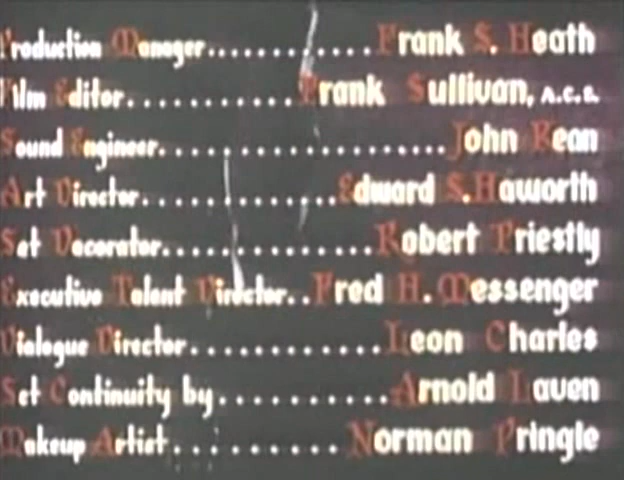 Production Manager............Frank S. Heath
Film Editor............Frank Sullivan, A.C.E.
Sound Engineer....................John Kean
Art Director.............Edward S. Haworth
Set Decorator..............Robert Priestly
Executive Talent Director..Fred H. Messenger
Dialogue Director............Leon Charles
Set Continuity by..........Arnold Laven
Makeup Artist..........Norman Pringle